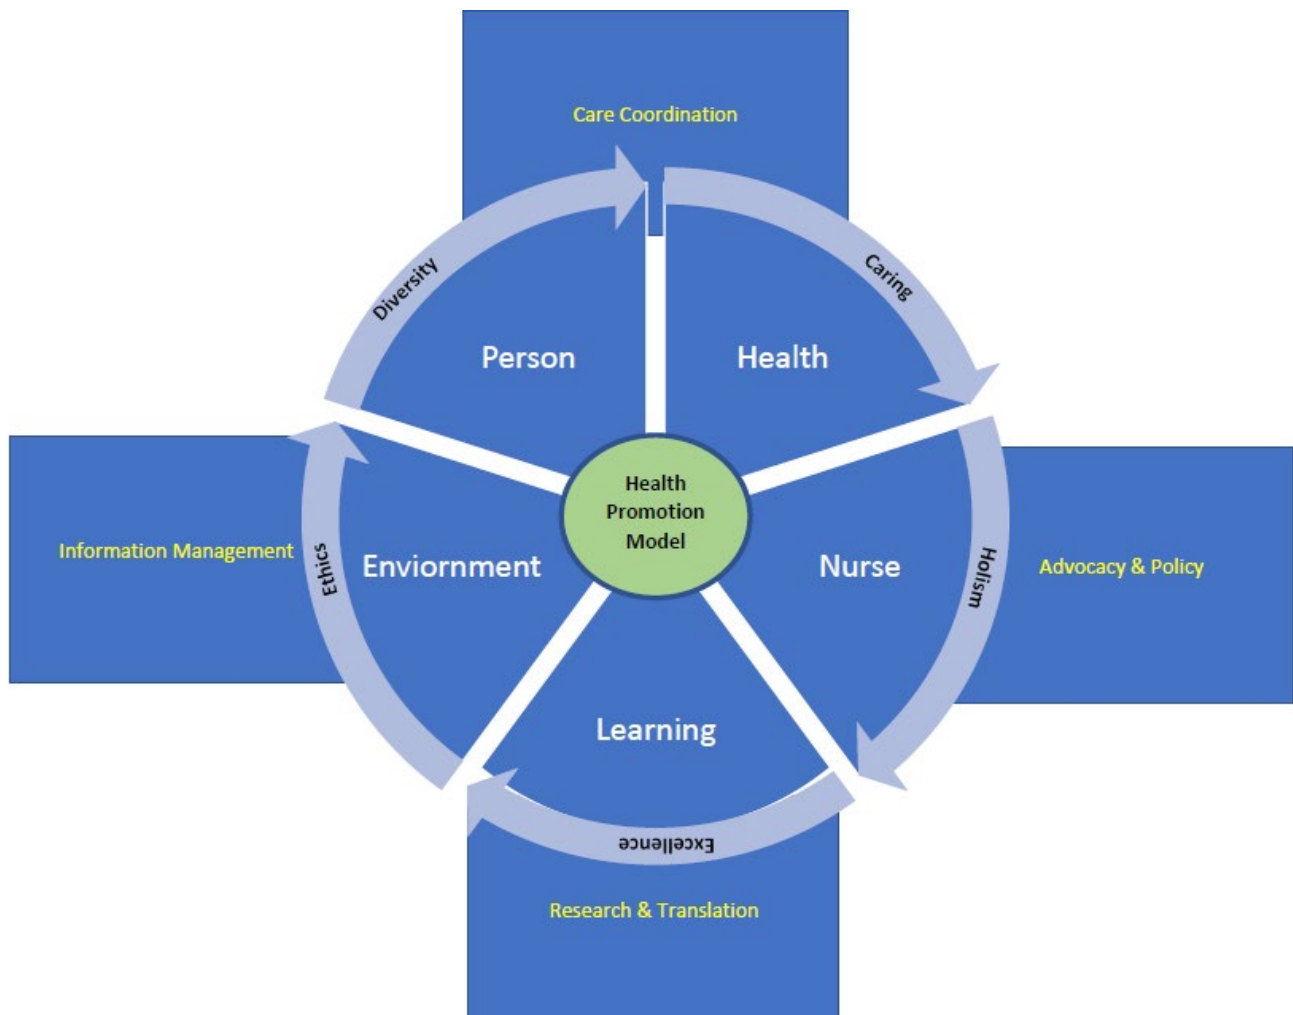 Care Coordination
Diversity
Caring
Person
Health
Health
Promotion
Model
Information Management
Ethics
Enviornment
Nurse
Holism
Advocacy & Policy
Learning
Excellence
Research & Translation